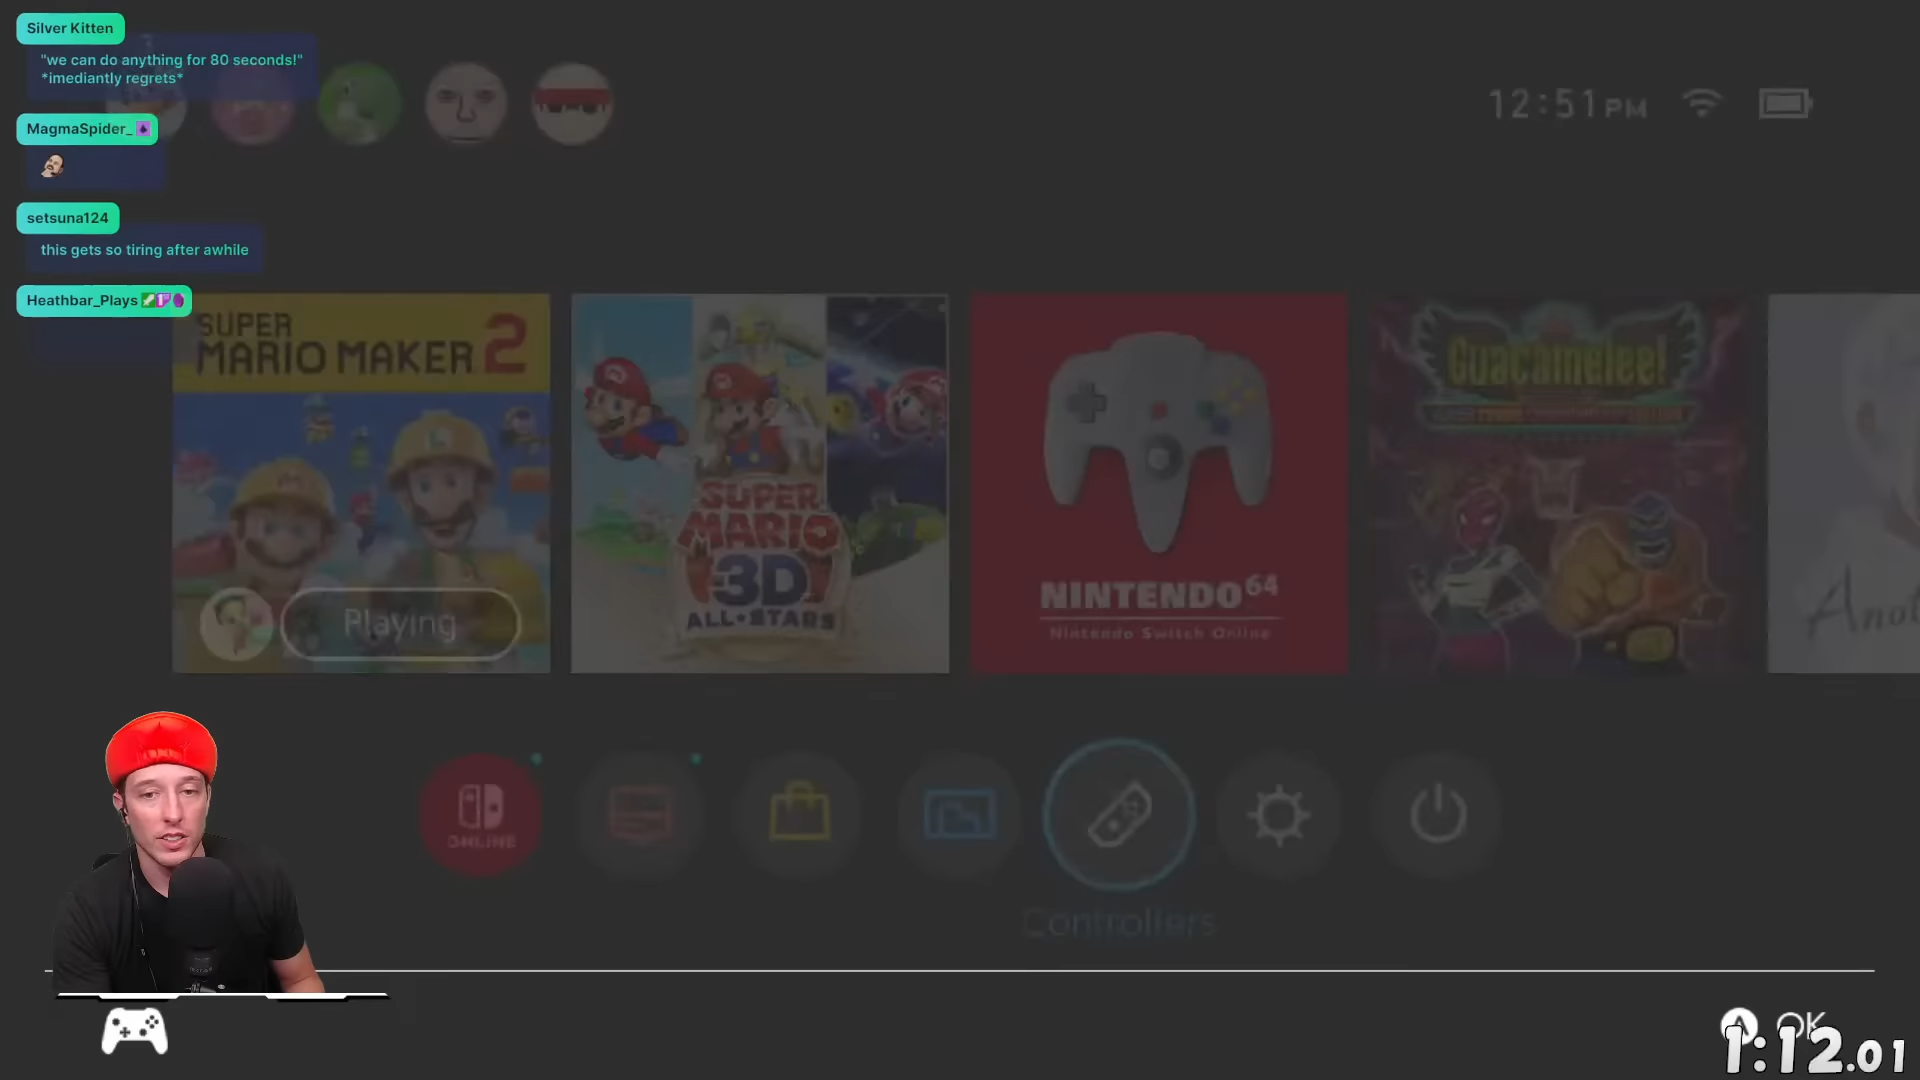 Silver Kitten
"we can do anything for 80 seconds!"
*imediantly regrets*
MagmaSpider_
setsuna124
this gets so tiring after awhile
Heathbar_Plays
12:51 PM
SUPER
MARIO MAKER 2
Playing
SUPER
MARIO
3D
ALL★STARS
NINTENDO 64
Nintendo Switch Online
Guacamelee!
ONLINE
Controllers
A OK
1:12.01